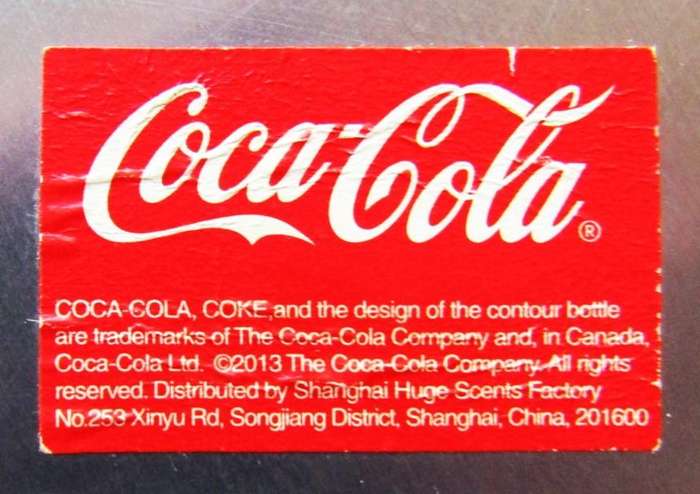 Coca-Cola®
COCA-COLA, COKE,and the design of the contour bottle
are trademarks of The Coca-Cola Company and, in Canada,
Coca-Cola Ltd. ©2013 The Coca-Cola Company. All rights
reserved. Distributed by Shanghai Huge Scents Factory
No.253 Xinyu Rd, Songjiang District, Shanghai, China, 201600